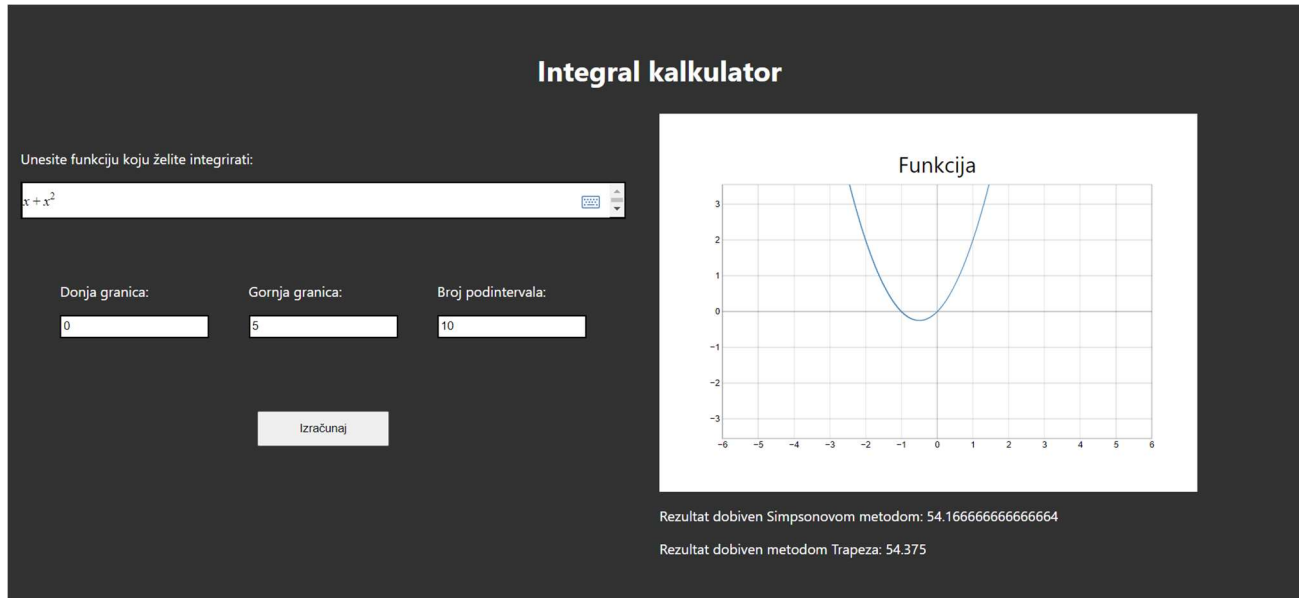 Integral kalkulator
Unesite funkciju koju želite integrirati:
x + x²
Donja granica: Gornja granica: Broj podintervala:
0 5 10
Izračunaj
Funkcija
3
2
1
0
−1
−2
−3
−6 −5 −4 −3 −2 −1 0 1 2 3 4 5 6
Rezultat dobiven Simpsonovom metodom: 54.166666666666664
Rezultat dobiven metodom Trapeza: 54.375